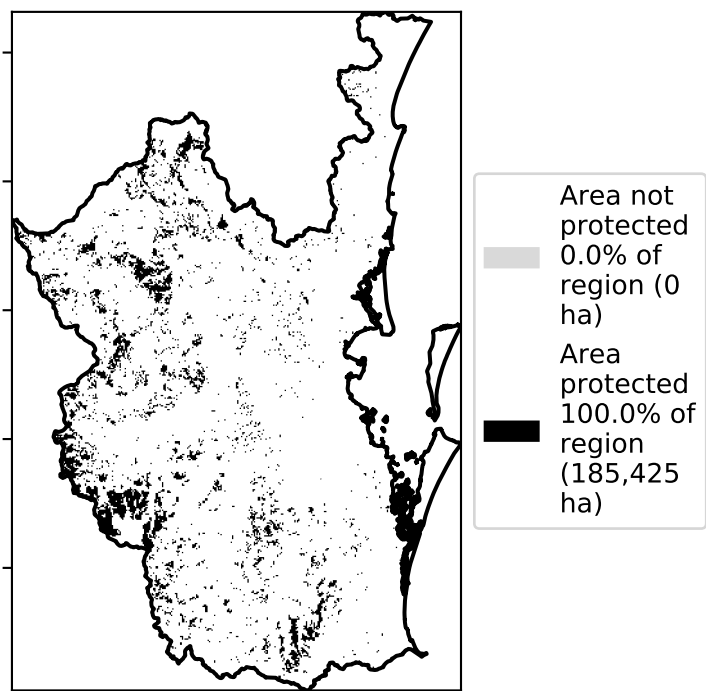 Area not
protected
0.0% of
region (0
ha)
Area
protected
100.0% of
region
(185,425
ha)